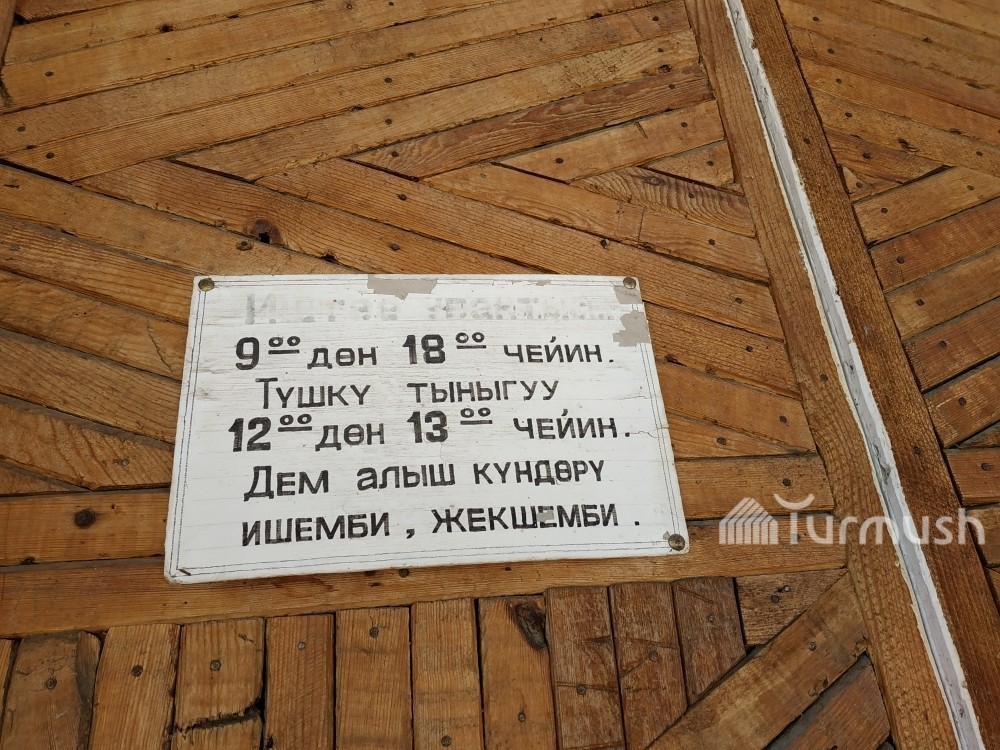 9⁰⁰ дөн 18⁰⁰ чейин.
Түшкү тыныгуу
12⁰⁰ дөн 13⁰⁰ чейин.
Дем алыш күндөрү
ишемби, жекшемби.
Turmush